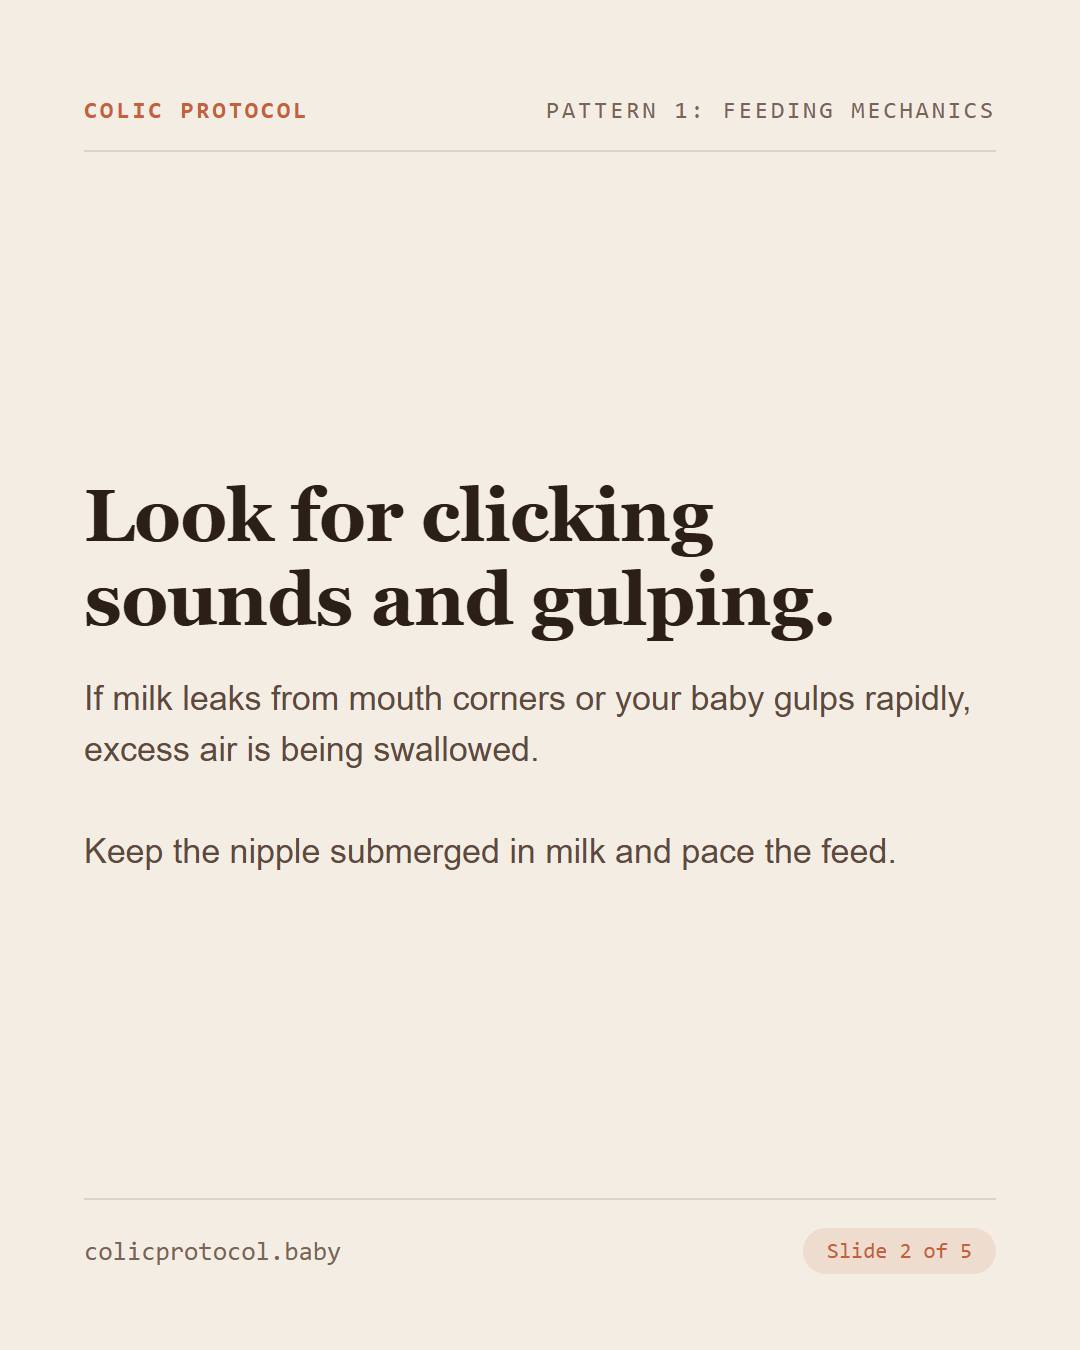 COLIC PROTOCOL
PATTERN 1: FEEDING MECHANICS
Look for clicking
sounds and gulping.
If milk leaks from mouth corners or your baby gulps rapidly,
excess air is being swallowed.
Keep the nipple submerged in milk and pace the feed.
colicprotocol.baby
Slide 2 of 5